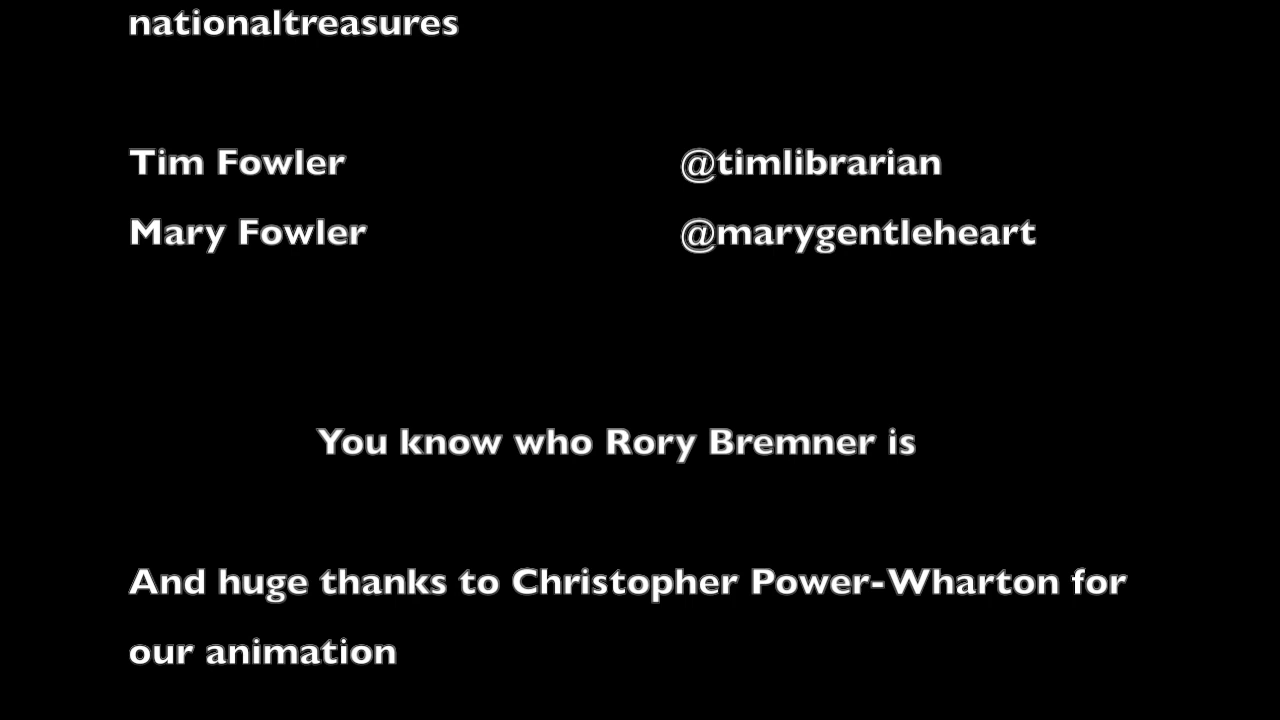 nationaltreasures
Tim Fowler @timlibrarian
Mary Fowler @marygentleheart
You know who Rory Bremner is
And huge thanks to Christopher Power-Wharton for
our animation